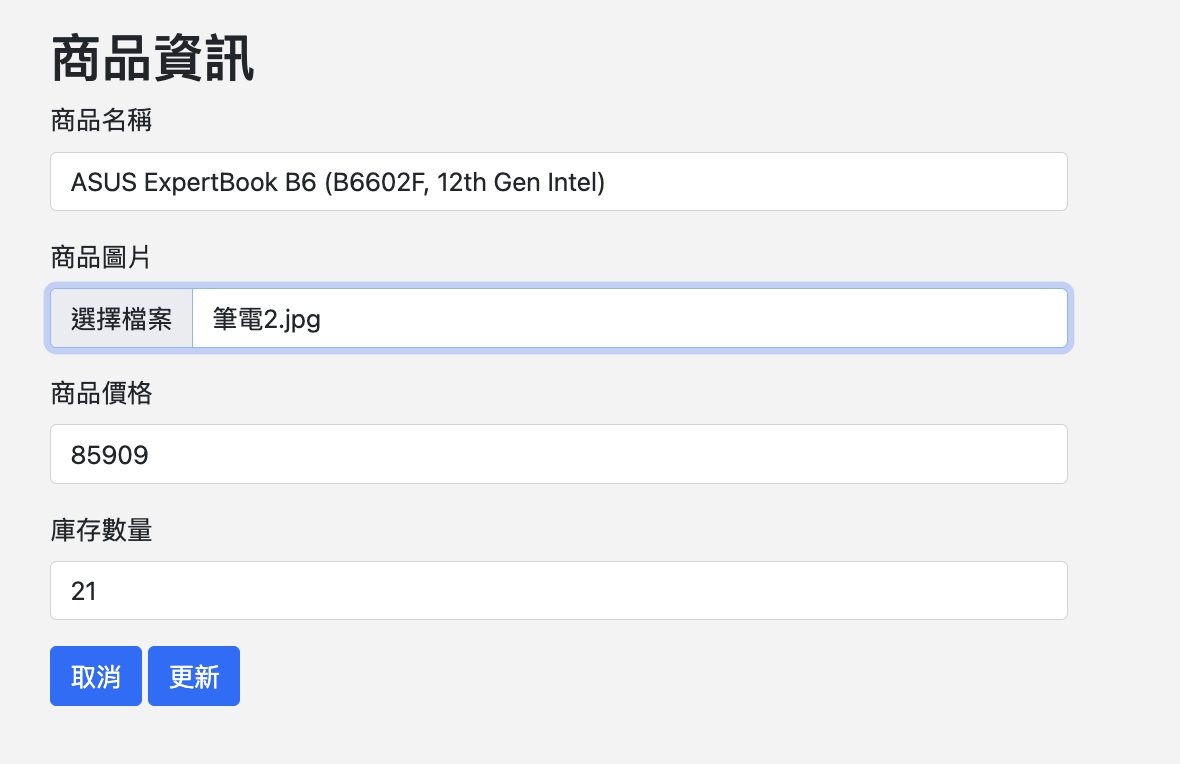 商品資訊
商品名稱
ASUS ExpertBook B6 (B6602F, 12th Gen Intel)
商品圖片
選擇檔案 筆電2.jpg
商品價格
85909
庫存數量
21
取消 更新